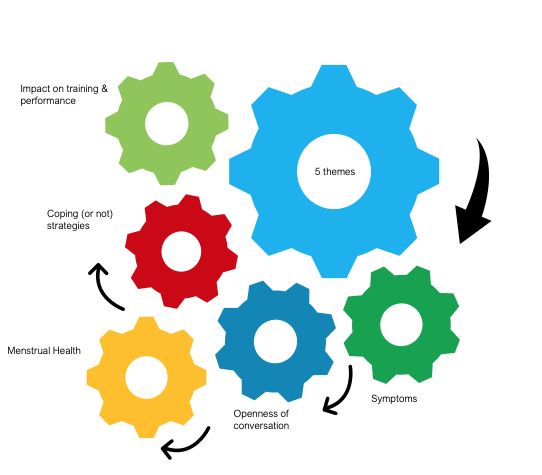 Impact on training &
performance
5 themes
Coping (or not)
strategies
Menstrual Health
Symptoms
Openness of
conversation